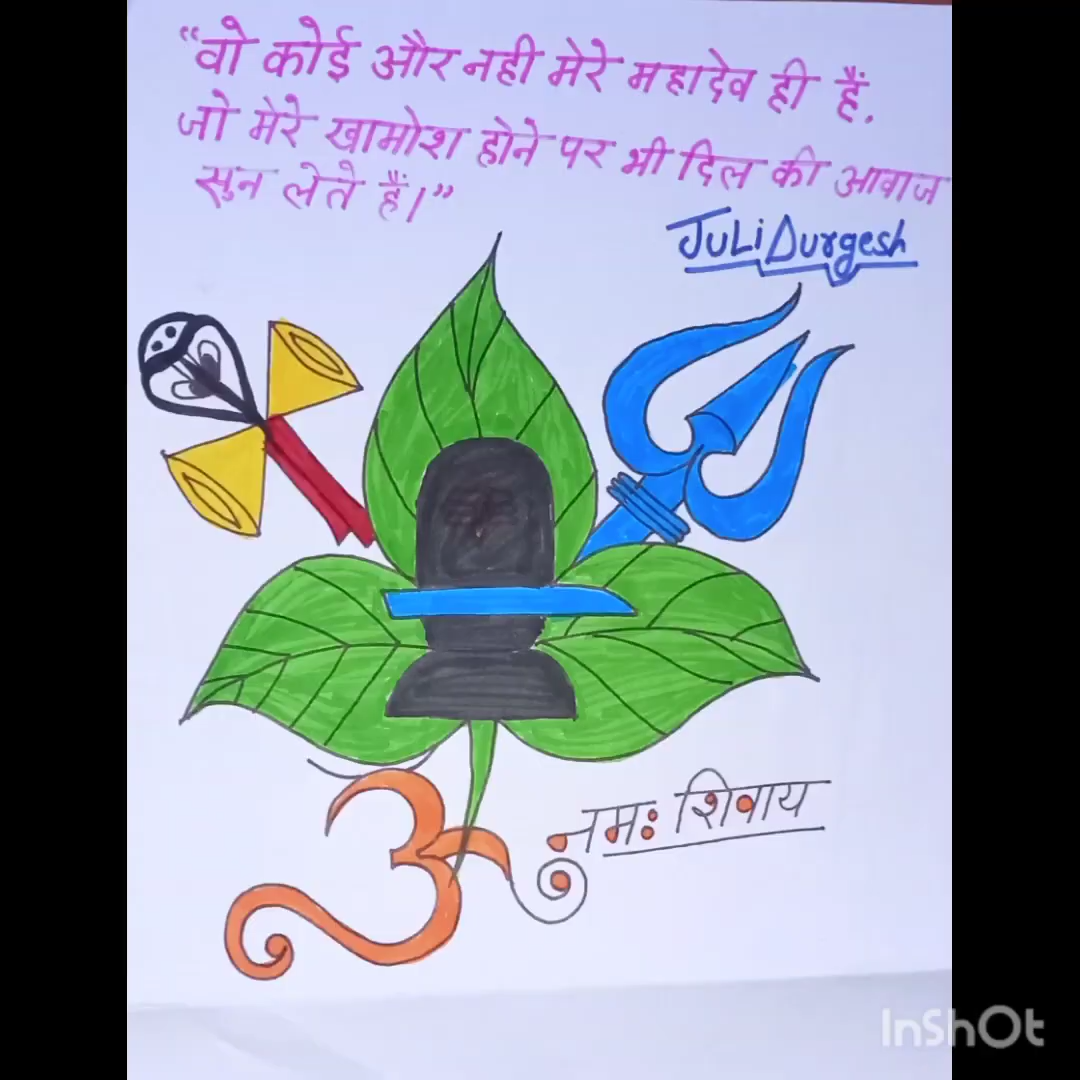 “वो कोई और नही मेरे महादेव ही हैं.
जो मेरे खामोश होने पर भी दिल की आवाज
सुन लेते हैं।”
JuLi Durgesh
ॐ नमः शिवाय
InShOt